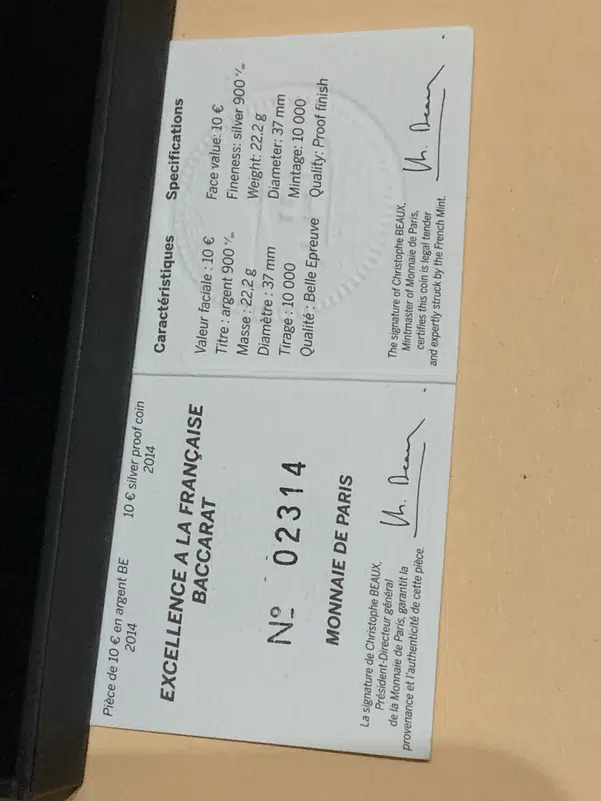 Pièce de 10 € en argent BE
2014
10 € silver proof coin
2014
EXCELLENCE A LA FRANÇAISE
BACCARAT
Nº 02314
MONNAIE DE PARIS
La signature de Christophe BEAUX,
Président-Directeur général
de la Monnaie de Paris, garantit la
provenance et l'authenticité de cette pièce.
Caractéristiques
Valeur faciale : 10 €
Titre : argent 900 ‰
Masse : 22,2 g
Diamètre : 37 mm
Tirage : 10 000
Qualité : Belle Epreuve
Specifications
Face value: 10 €
Fineness: silver 900 ‰
Weight: 22.2 g
Diameter: 37 mm
Mintage: 10 000
Quality: Proof finish
The signature of Christophe BEAUX,
Mintmaster of Monnaie de Paris,
certifies this coin is legal tender
and expertly struck by the French Mint.